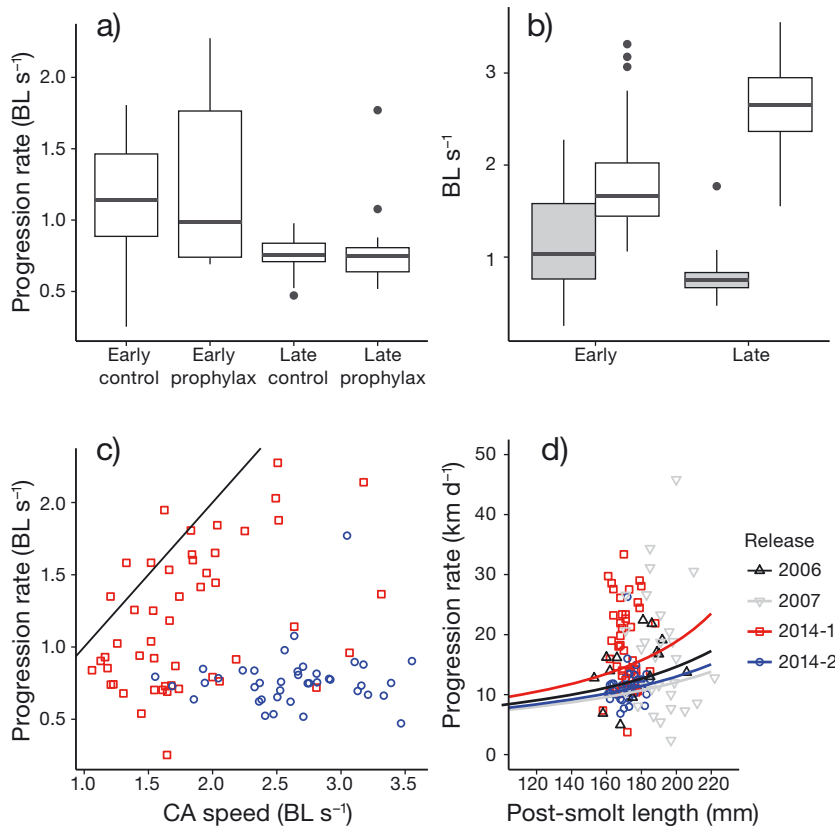 a)
Progression rate (BL s⁻¹)
2.0
1.5
1.0
0.5
Early control
Early prophylax
Late control
Late prophylax
b)
BL s⁻¹
3
2
1
Early
Late
c)
Progression rate (BL s⁻¹)
2.0
1.5
1.0
0.5
1.0 1.5 2.0 2.5 3.0 3.5
CA speed (BL s⁻¹)
d)
Progression rate (km d⁻¹)
50
40
30
20
10
0
120 140 160 180 200 220
Post-smolt length (mm)
Release
2006
2007
2014-1
2014-2